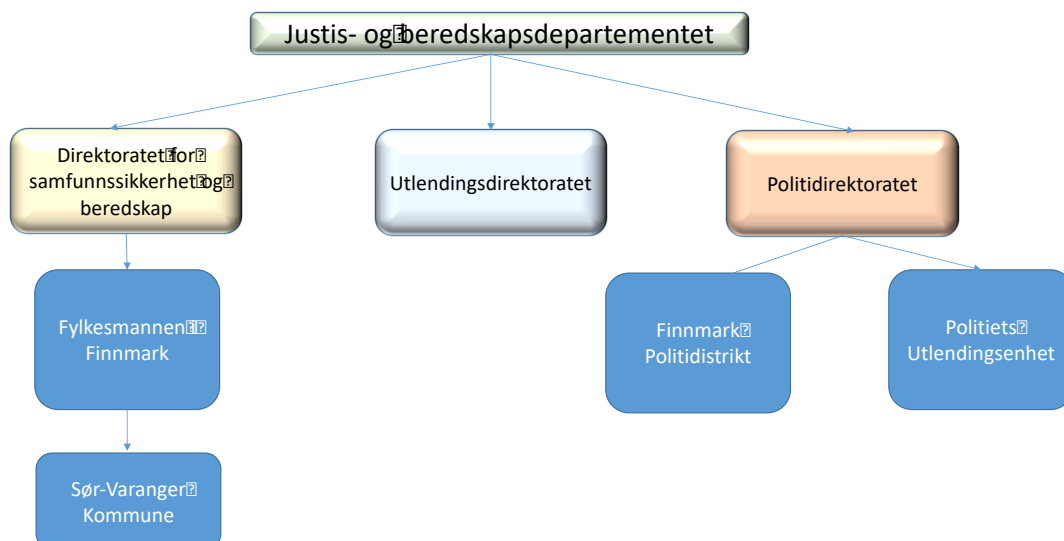 Justis- og beredskapsdepartementet
Direktoratet for
samfunnssikkerhet og
beredskap
Utlendingsdirektoratet
Politidirektoratet
Fylkesmannen
Finnmark
Finnmark
Politidistrikt
Politiets
Utlendingsenhet
Sør-Varanger
Kommune